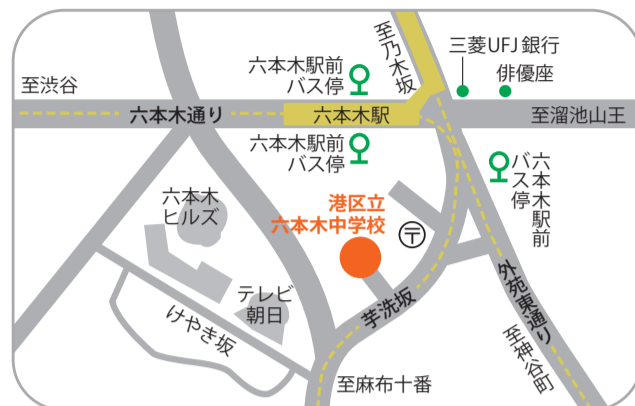 至乃木坂
三菱UFJ銀行
俳優座
六本木駅前
バス停
至渋谷
六本木通り
六本木駅
至溜池山王
六本木駅前
バス停
六本木駅前
バス停
六本木
ヒルズ
港区立
六本木中学校
〒
外苑東通り
テレビ
朝日
けやき坂
芋洗坂
至神谷町
至麻布十番